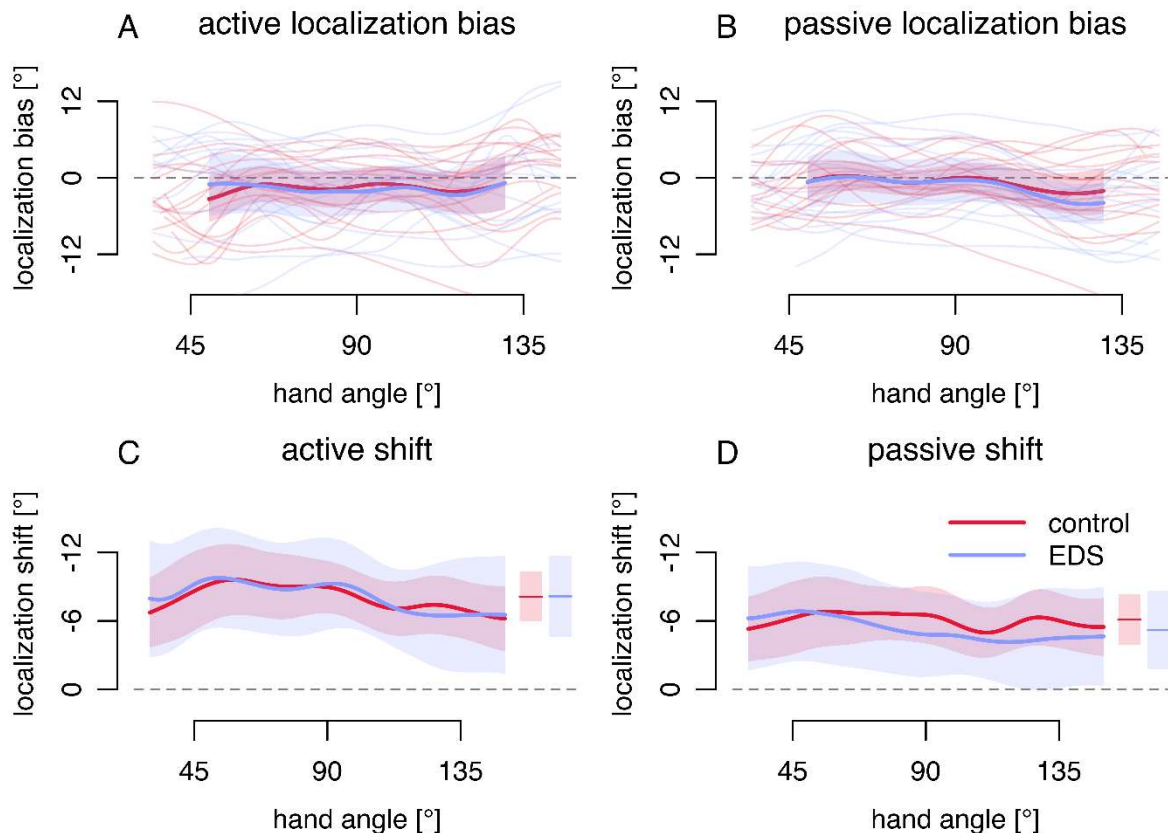 A active localization bias
localization bias [°]
12
0
-12
45 90 135
hand angle [°]
B passive localization bias
localization bias [°]
12
0
-12
45 90 135
hand angle [°]
C active shift
localization shift [°]
-12
-6
0
45 90 135
hand angle [°]
D passive shift
localization shift [°]
-12
-6
0
control
EDS
45 90 135
hand angle [°]